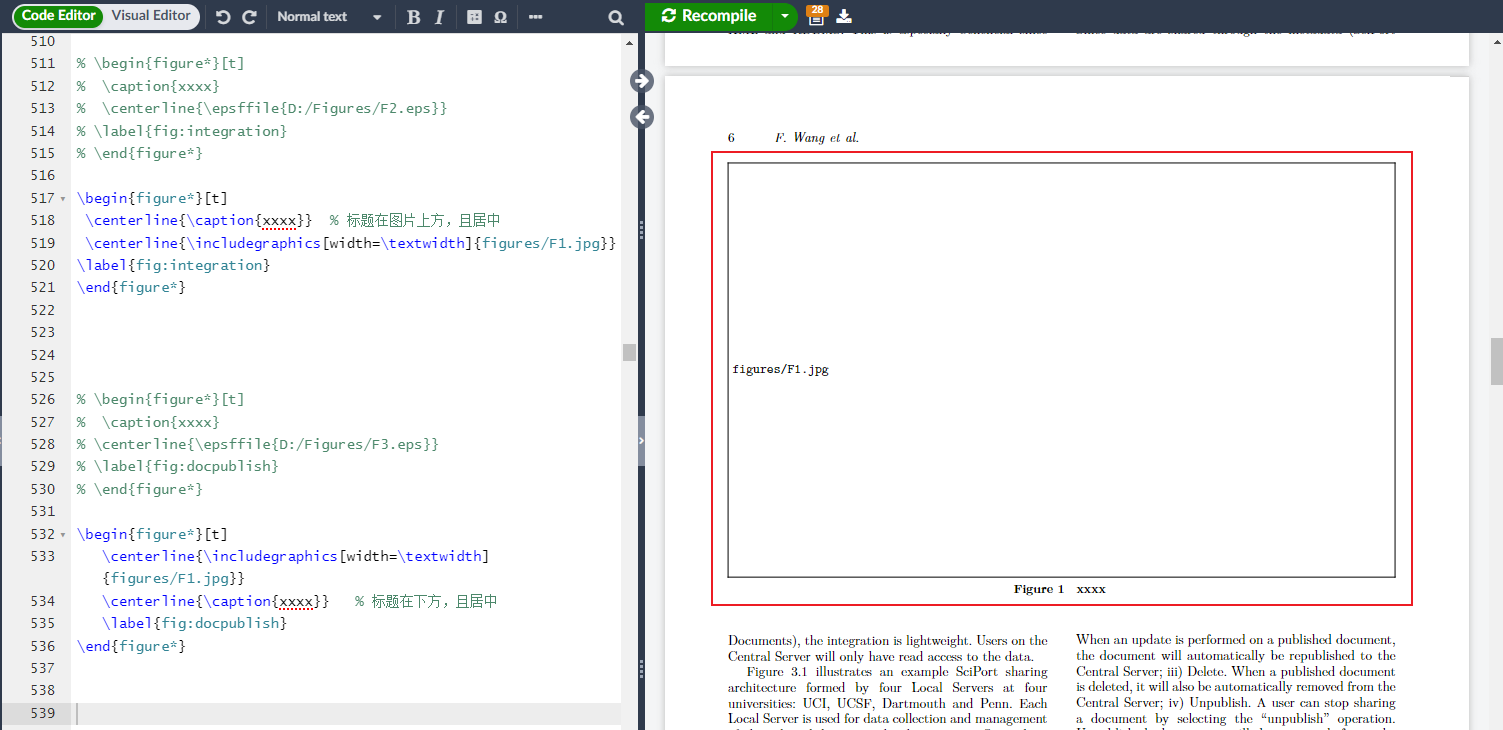 Code Editor Visual Editor Normal text B I Ω Recompile 28
510
511 % \begin{figure*}[t]
512 %  \caption{xxxx}
513 %  \centerline{\epsffile{D:/Figures/F2.eps}}
514 % \label{fig:integration}
515 % \end{figure*}
516
517 \begin{figure*}[t]
518  \centerline{\caption{xxxx}}  % 标题在图片上方，且居中
519  \centerline{\includegraphics[width=\textwidth]{figures/F1.jpg}}
520 \label{fig:integration}
521 \end{figure*}
522
523
524
525
526 % \begin{figure*}[t]
527 %  \caption{xxxx}
528 % \centerline{\epsffile{D:/Figures/F3.eps}}
529 % \label{fig:docpublish}
530 % \end{figure*}
531
532 \begin{figure*}[t]
533    \centerline{\includegraphics[width=\textwidth]
{figures/F1.jpg}}
534    \centerline{\caption{xxxx}}   % 标题在下方，且居中
535    \label{fig:docpublish}
536 \end{figure*}
537
538
539
6 F. Wang et al.
figures/F1.jpg
Figure 1 xxxx
Documents), the integration is lightweight. Users on the
Central Server will only have read access to the data.
Figure 3.1 illustrates an example SciPort sharing
architecture formed by four Local Servers at four
universities: UCI, UCSF, Dartmouth and Penn. Each
Local Server is used for data collection and management
When an update is performed on a published document,
the document will automatically be republished to the
Central Server; iii) Delete. When a published document
is deleted, it will also be automatically removed from the
Central Server; iv) Unpublish. A user can stop sharing
a document by selecting the “unpublish” operation.